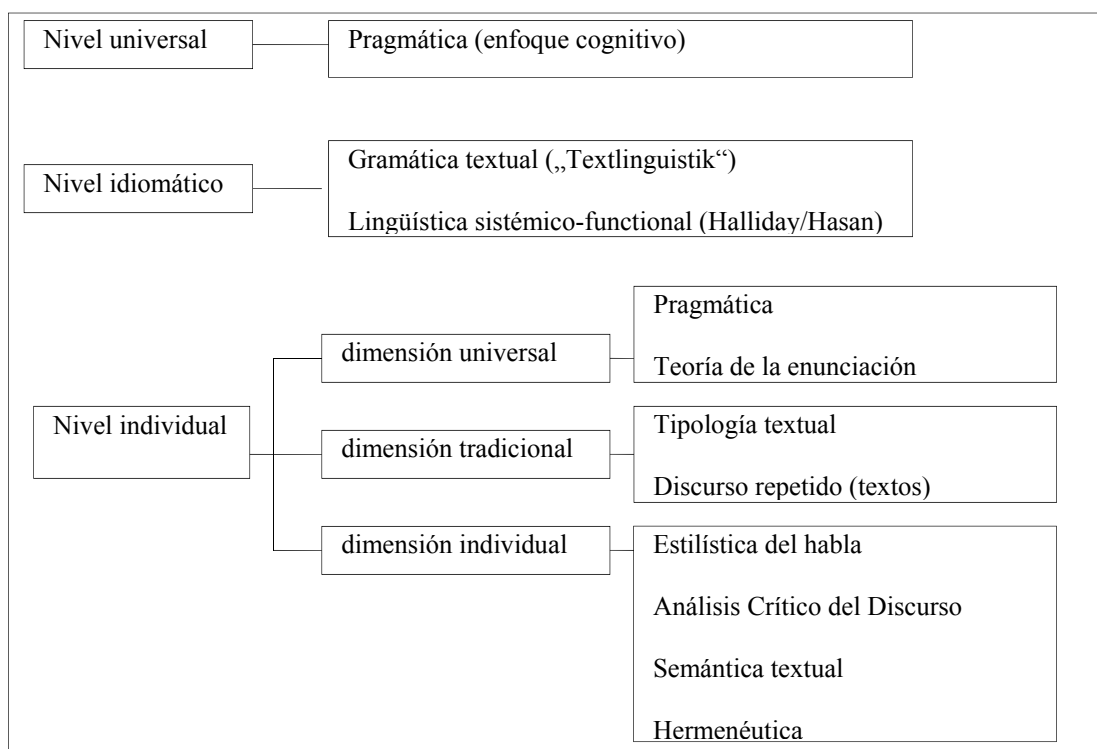 Nivel universal
Pragmática (enfoque cognitivo)
Nivel idiomático
Gramática textual („Textlinguistik“)
Lingüística sistémico-functional (Halliday/Hasan)
Nivel individual
dimensión universal
Pragmática
Teoría de la enunciación
dimensión tradicional
Tipología textual
Discurso repetido (textos)
dimensión individual
Estilística del habla
Análisis Crítico del Discurso
Semántica textual
Hermenéutica